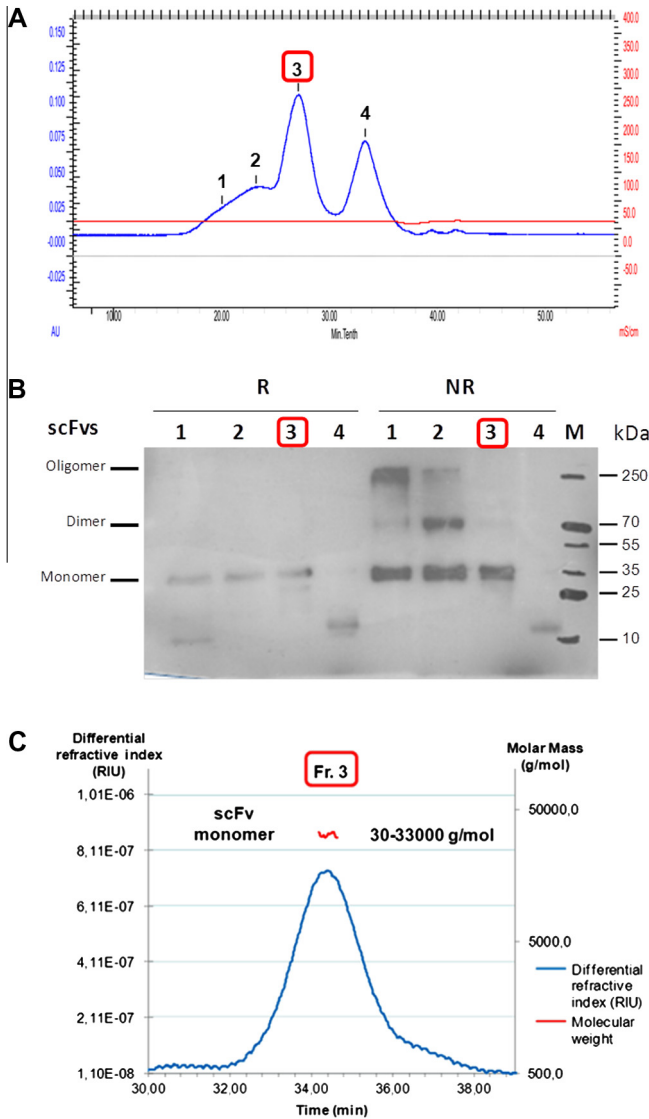 A
0.150
0.125
0.100
0.075
0.050
0.025
-0.000
-0.025
AU
400.0
350.0
300.0
250.0
200.0
150.0
100.0
50.0
0.0
-50.0
mS/cm
1 2 3 4
10.00 20.00 30.00 40.00 50.00
Min.Tenth
B
R NR
scFvs 1 2 3 4 1 2 3 4 M kDa
Oligomer
Dimer
Monomer
250
70
55
35
25
10
C
Differential
refractive index
(RIU)
Fr. 3
Molar Mass
(g/mol)
1,01E-06
8,11E-07
6,11E-07
4,11E-07
2,11E-07
1,10E-08
scFv
monomer
30-33000 g/mol
50000,0
5000,0
500,0
Differential
refractive
index (RIU)
Molecular
weight
30,00 32,00 34,00 36,00 38,00
Time (min)